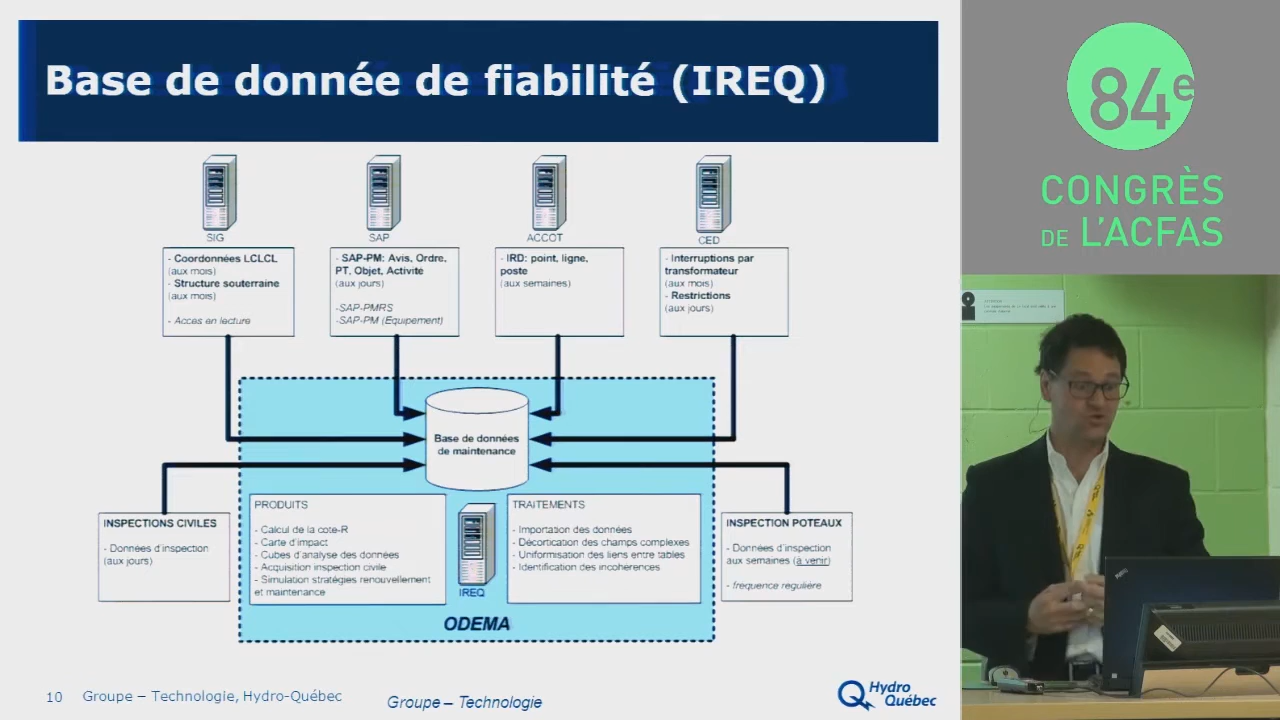 Base de donnée de fiabilité (IREQ)
SIG
SAP
ACCOT
CED
- Coordonnées LCLCL
(aux mois)
- Structure souterraine
(aux mois)
- Accès en lecture
- SAP-PM: Avis, Ordre,
PT, Objet, Activité
(aux jours)
-SAP-PMRS
-SAP-PM (Équipement)
- IRD: point, ligne,
poste
(aux semaines)
- Interruptions par
transformateur
(aux mois)
- Restrictions
(aux jours)
Base de données
de maintenance
INSPECTIONS CIVILES
- Données d'inspection
(aux jours)
PRODUITS
- Calcul de la cote-R
- Carte d'impact
- Cubes d'analyse des données
- Acquisition inspection civile
- Simulation stratégies renouvellement
et maintenance
IREQ
TRAITEMENTS
- Importation des données
- Décortication des champs complexes
- Uniformisation des liens entre tables
- Identification des incohérences
INSPECTION POTEAUX
- Données d'inspection
aux semaines (à venir)
- fréquence régulière
ODEMA
10 Groupe – Technologie, Hydro-Québec
Groupe – Technologie
Hydro
Québec
84e
CONGRÈS
DE L'ACFAS